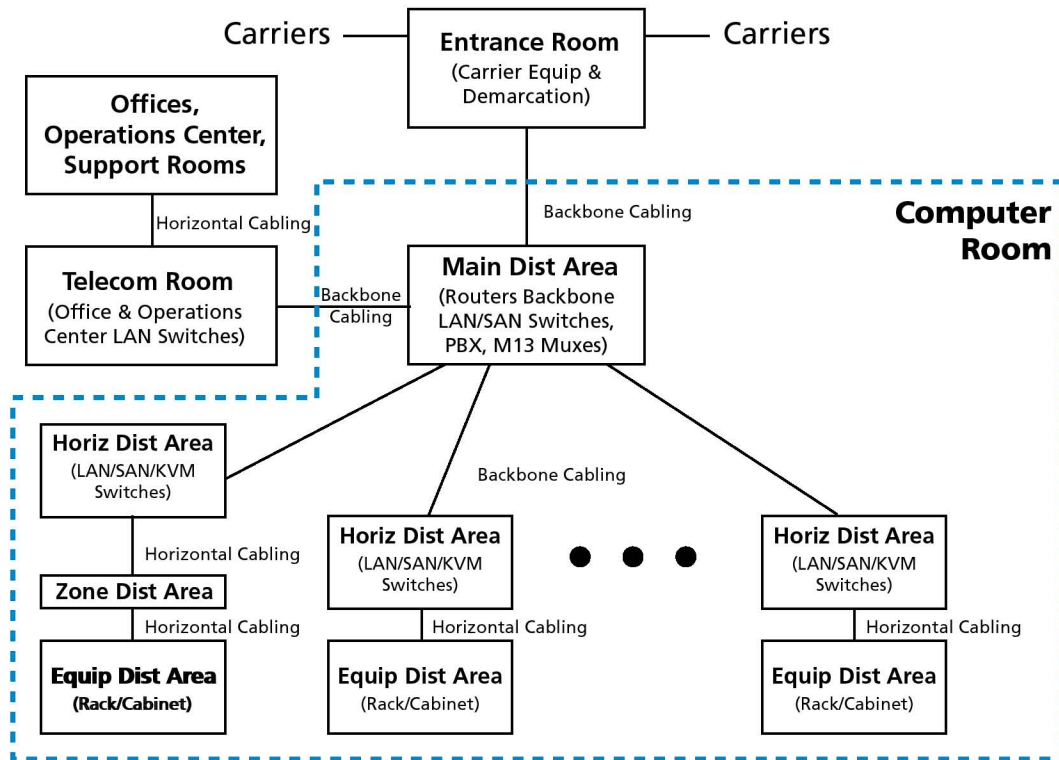 Carriers
Entrance Room
(Carrier Equip &
Demarcation)
Carriers
Offices,
Operations Center,
Support Rooms
Horizontal Cabling
Backbone Cabling
Computer
Room
Telecom Room
(Office & Operations
Center LAN Switches)
Backbone
Cabling
Main Dist Area
(Routers Backbone
LAN/SAN Switches,
PBX, M13 Muxes)
Horiz Dist Area
(LAN/SAN/KVM
Switches)
Backbone Cabling
Horizontal Cabling
Zone Dist Area
Horizontal Cabling
Equip Dist Area
(Rack/Cabinet)
Horiz Dist Area
(LAN/SAN/KVM
Switches)
Horizontal Cabling
Equip Dist Area
(Rack/Cabinet)
Horiz Dist Area
(LAN/SAN/KVM
Switches)
Horizontal Cabling
Equip Dist Area
(Rack/Cabinet)